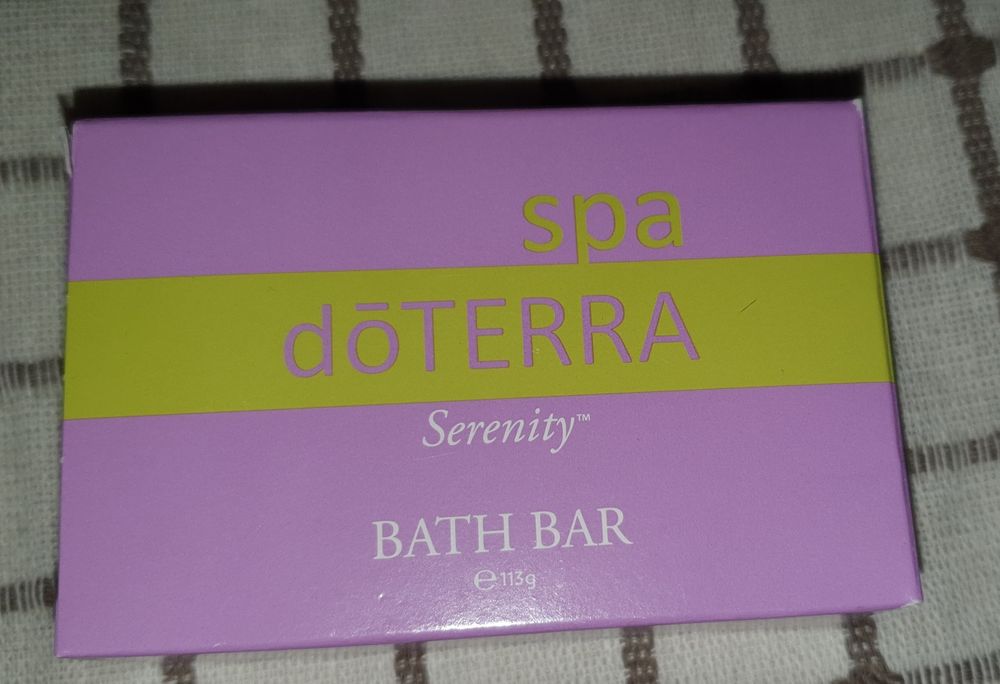 spa
dōTERRA
Serenity™
BATH BAR
℮113g